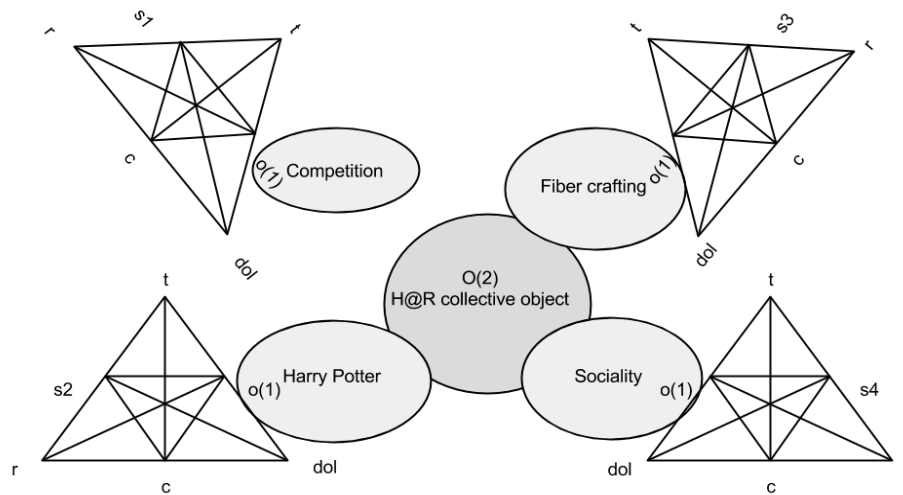 r
s1
t
c
dol
o(1)
Competition
t
s3
r
c
dol
Fiber crafting
o(1)
O(2)
H@R collective object
t
s2
r
c
dol
Harry Potter
o(1)
Sociality
o(1)
t
s4
dol
c